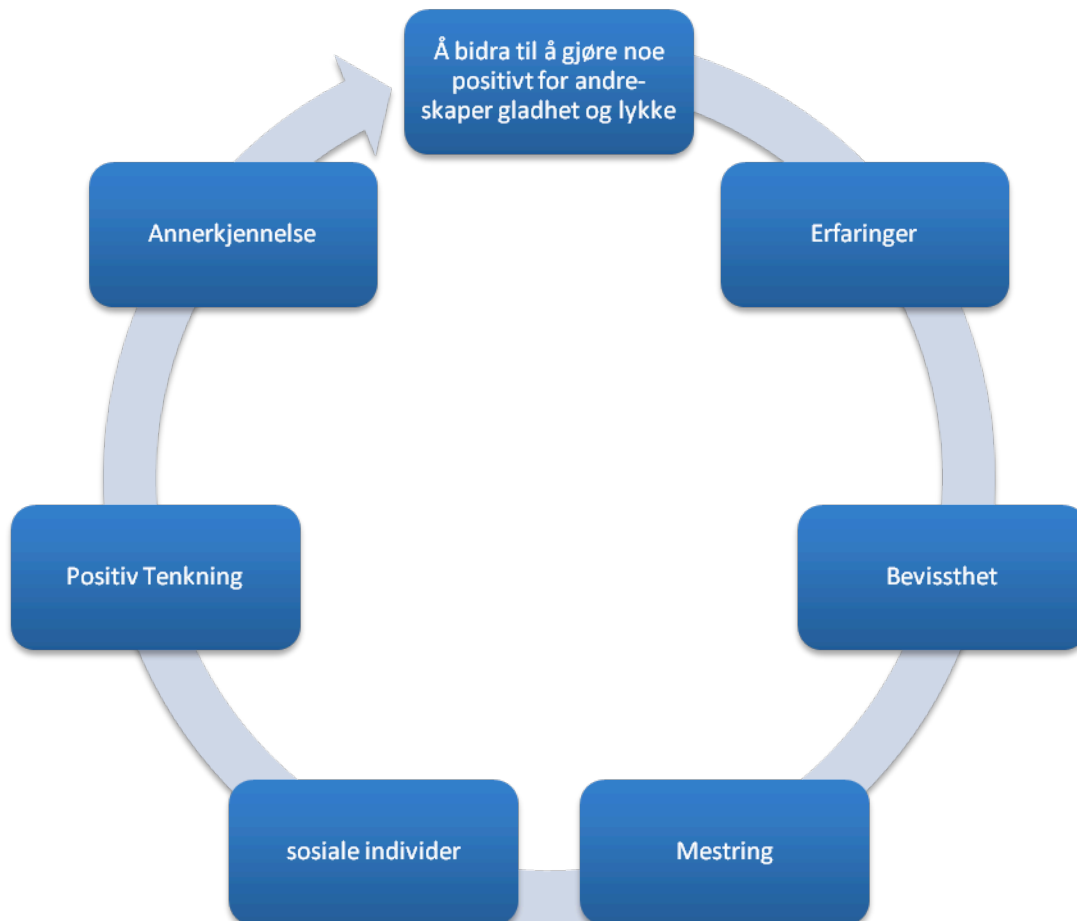 Å bidra til å gjøre noe
positivt for andre-
skaper gladhet og lykke
Erfaringer
Bevissthet
Mestring
sosiale individer
Positiv Tenkning
Annerkjennelse